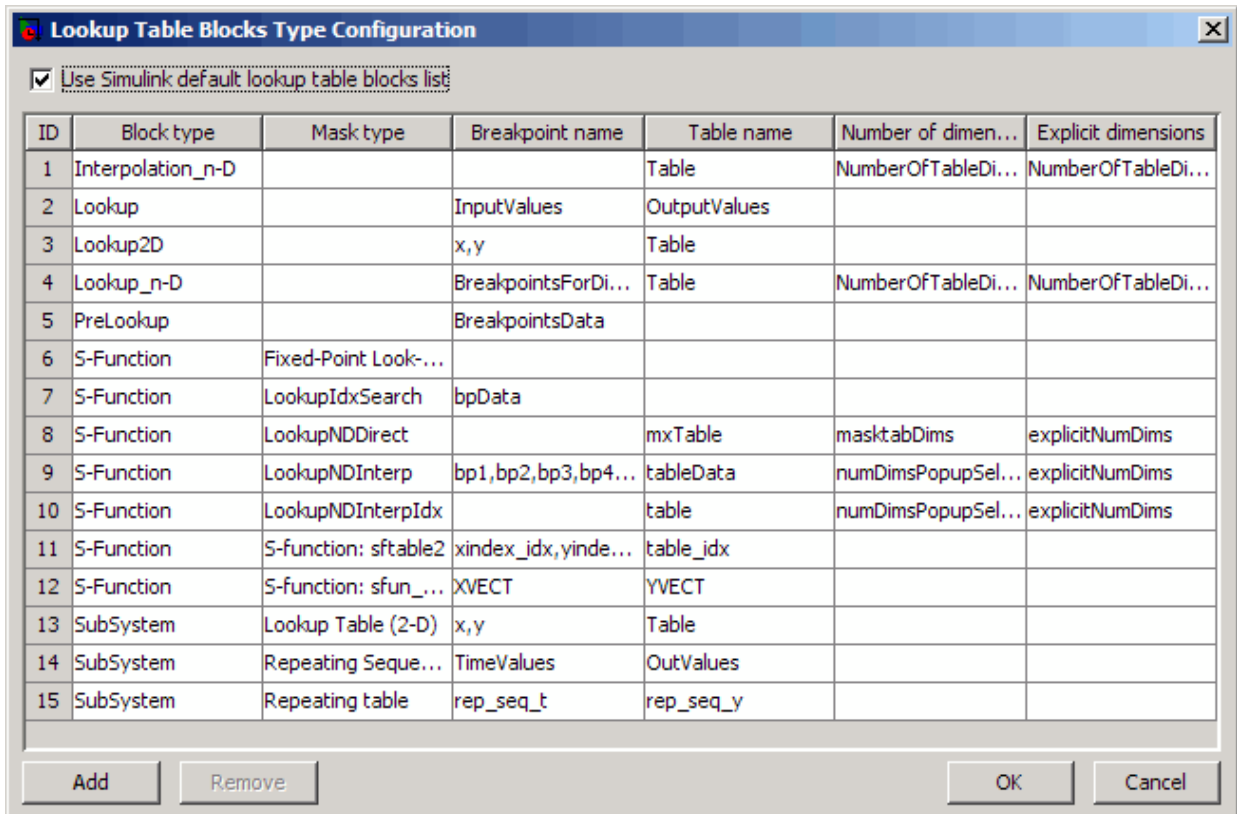 Lookup Table Blocks Type Configuration
Use Simulink default lookup table blocks list
ID Block type Mask type Breakpoint name Table name Number of dimen... Explicit dimensions
1 Interpolation_n-D Table NumberOfTableDi... NumberOfTableDi...
2 Lookup InputValues OutputValues
3 Lookup2D x,y Table
4 Lookup_n-D BreakpointsForDi... Table NumberOfTableDi... NumberOfTableDi...
5 PreLookup BreakpointsData
6 S-Function Fixed-Point Look-...
7 S-Function LookupIdxSearch bpData
8 S-Function LookupNDDirect mxTable masktabDims explicitNumDims
9 S-Function LookupNDInterp bp1,bp2,bp3,bp4... tableData numDimsPopupSel... explicitNumDims
10 S-Function LookupNDInterpIdx table numDimsPopupSel... explicitNumDims
11 S-Function S-function: sftable2 xindex_idx,yinde... table_idx
12 S-Function S-function: sfun_... XVECT YVECT
13 SubSystem Lookup Table (2-D) x,y Table
14 SubSystem Repeating Seque... TimeValues OutValues
15 SubSystem Repeating table rep_seq_t rep_seq_y
Add Remove OK Cancel